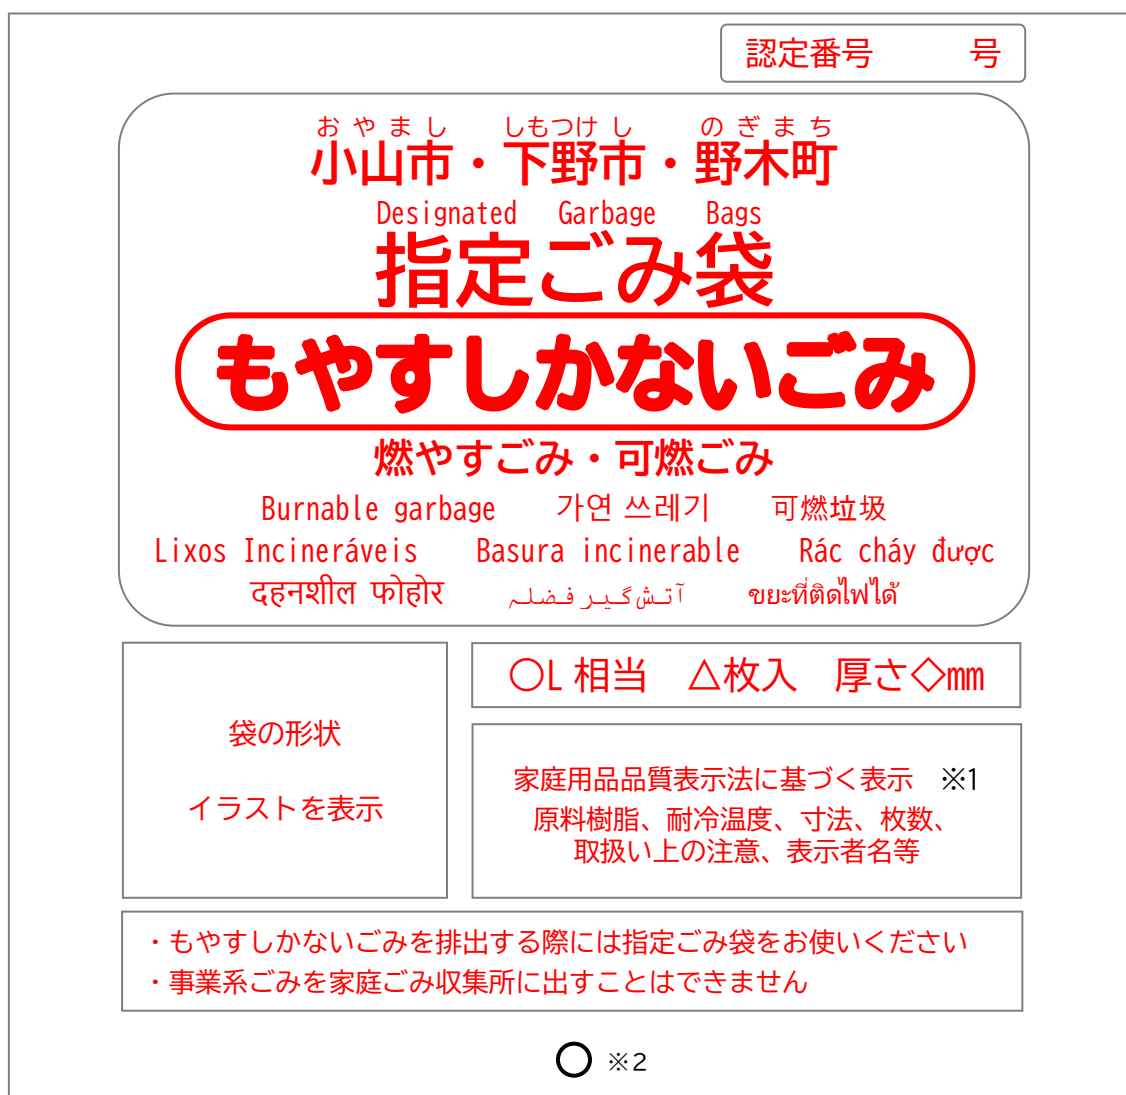 認定番号　　　号
おやまし　しもつけし　のぎまち
小山市・下野市・野木町
Designated Garbage Bags
指定ごみ袋
もやすしかないごみ
燃やすごみ・可燃ごみ
Burnable garbage　가연 쓰레기　可燃垃圾
Lixos Incineráveis　Basura incinerable　Rác cháy được
दहनशील फोहोर　آتش گیر فضلہ　ขยะที่ติดไฟได้
〇L相当　△枚入　厚さ◇mm
袋の形状
イラストを表示
家庭用品品質表示法に基づく表示　※1
原料樹脂、耐冷温度、寸法、枚数、
取扱い上の注意、表示者名等
・もやすしかないごみを排出する際には指定ごみ袋をお使いください
・事業系ごみを家庭ごみ収集所に出すことはできません
〇 ※2